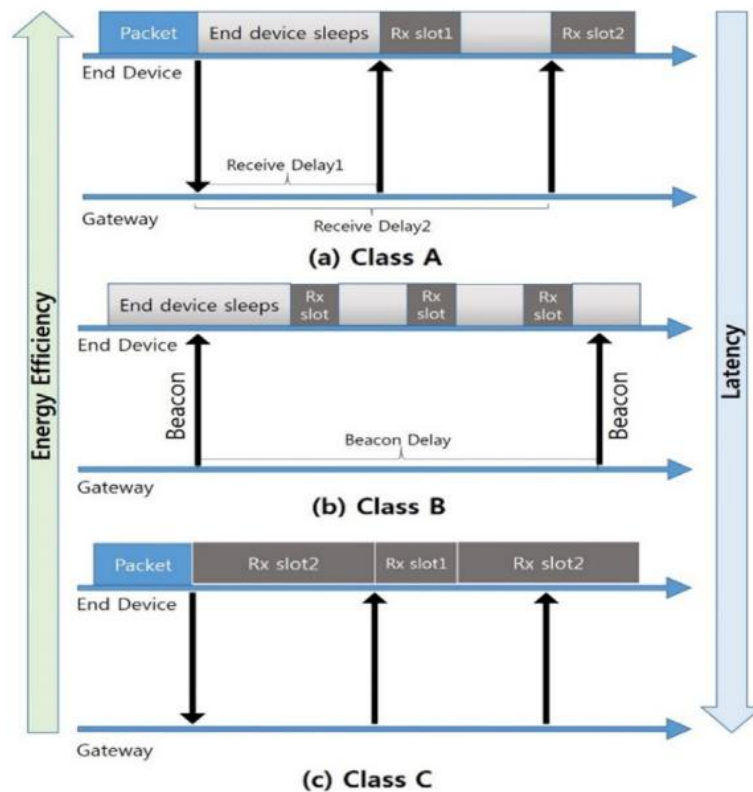 Packet End device sleeps Rx slot1 Rx slot2
End Device
Receive Delay1
Gateway
Receive Delay2
(a) Class A
Energy Efficiency
Latency
End device sleeps Rx slot Rx slot Rx slot
End Device
Beacon
Beacon
Beacon Delay
Gateway
(b) Class B
Packet Rx slot2 Rx slot1 Rx slot2
End Device
Gateway
(c) Class C